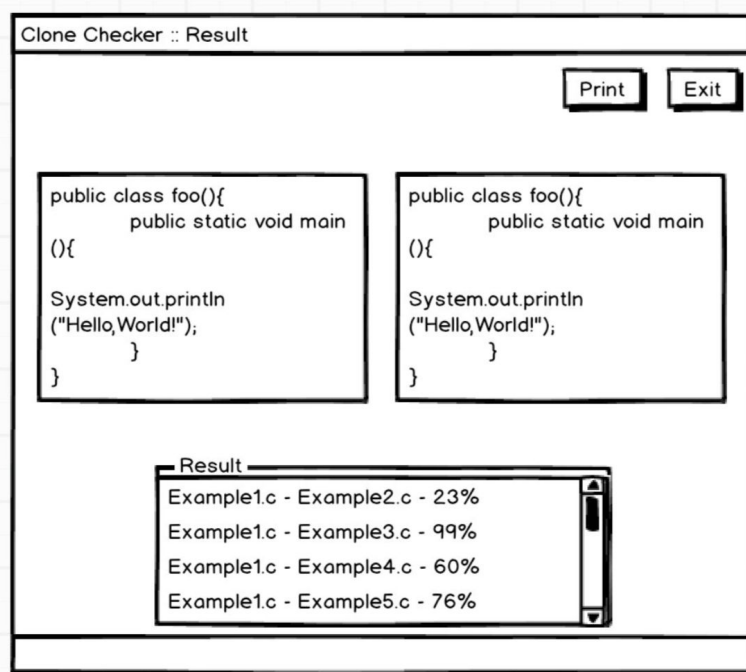 Clone Checker :: Result
Print
Exit
public class foo(){
public static void main
(){
System.out.println
("Hello,World!");
}
}
public class foo(){
public static void main
(){
System.out.println
("Hello,World!");
}
}
Result
Example1.c - Example2.c - 23%
Example1.c - Example3.c - 99%
Example1.c - Example4.c - 60%
Example1.c - Example5.c - 76%